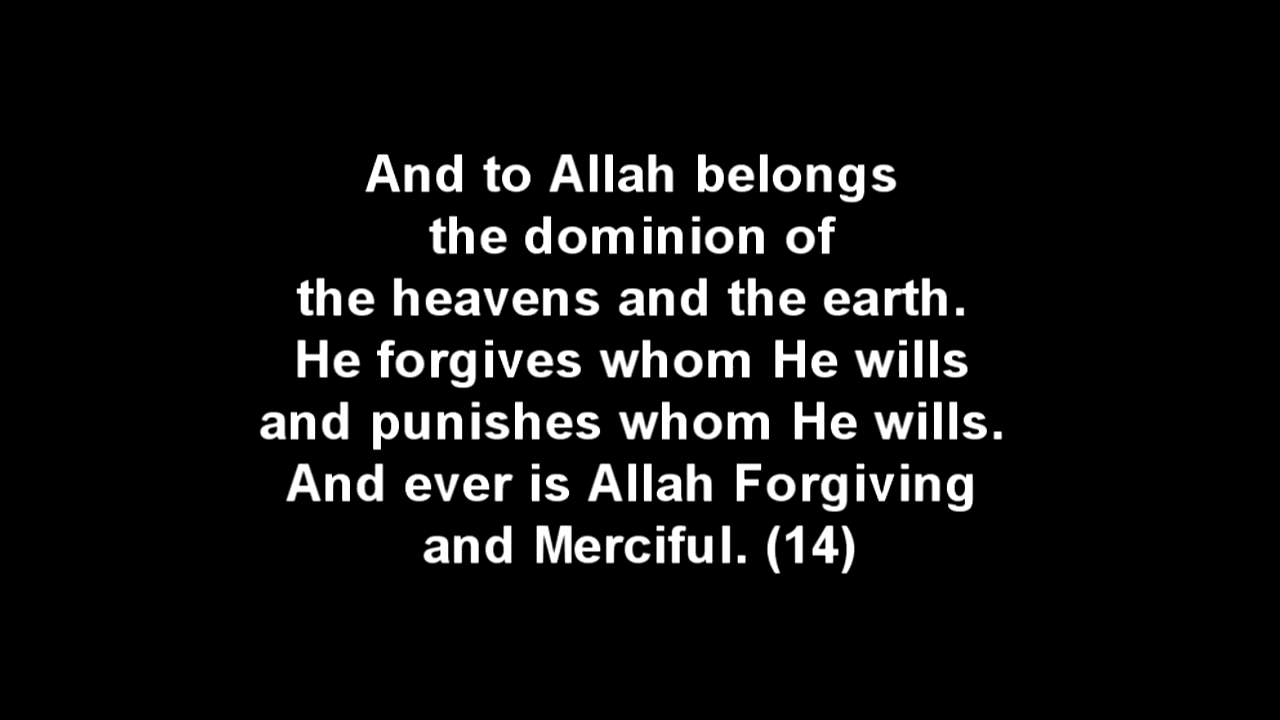 And to Allah belongs
the dominion of
the heavens and the earth.
He forgives whom He wills
and punishes whom He wills.
And ever is Allah Forgiving
and Merciful. (14)